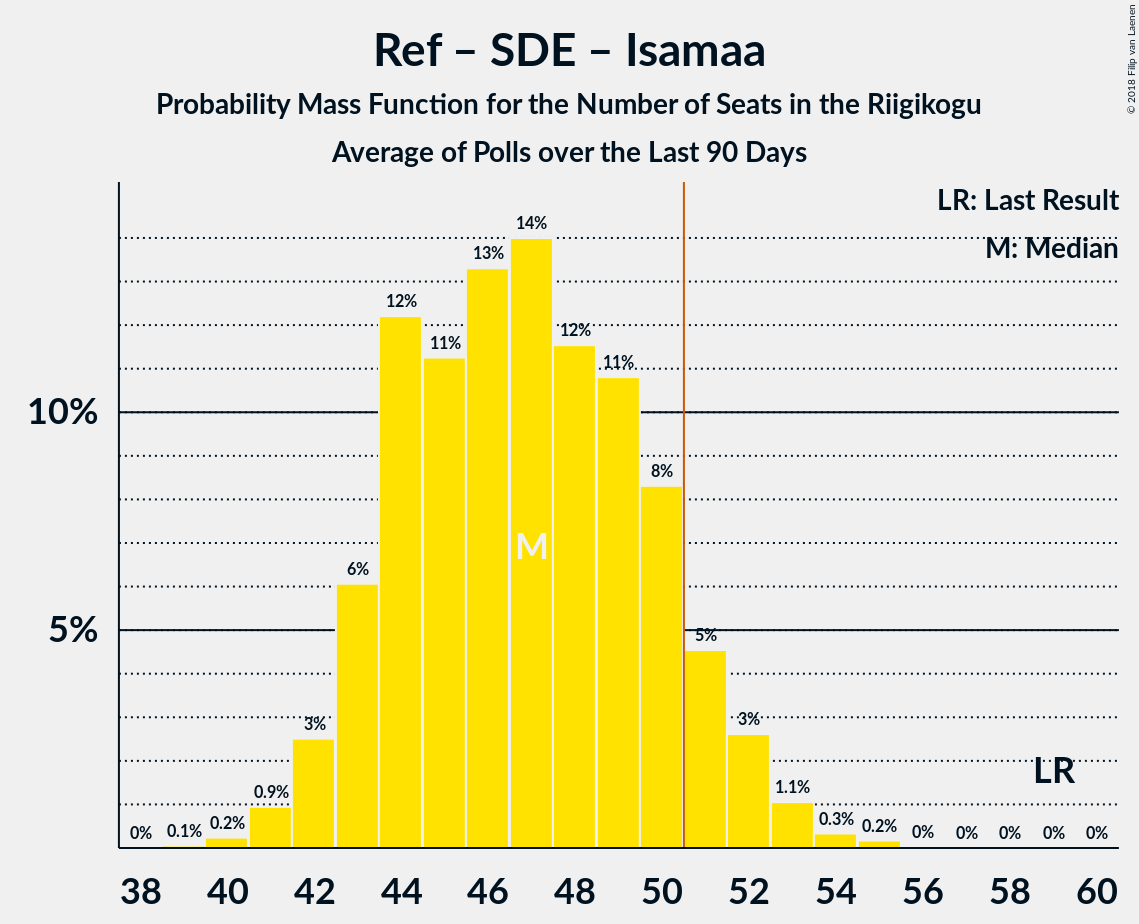 Ref – SDE – Isamaa
Probability Mass Function for the Number of Seats in the Riigikogu
Average of Polls over the Last 90 Days
© 2018 Filip van Laenen
LR: Last Result
M: Median
10%
5%
0%
0.1%
0.2%
0.9%
3%
6%
12%
11%
13%
14%
12%
11%
8%
5%
3%
1.1%
0.3%
0.2%
0%
0%
0%
0%
0%
M
LR
38 40 42 44 46 48 50 52 54 56 58 60